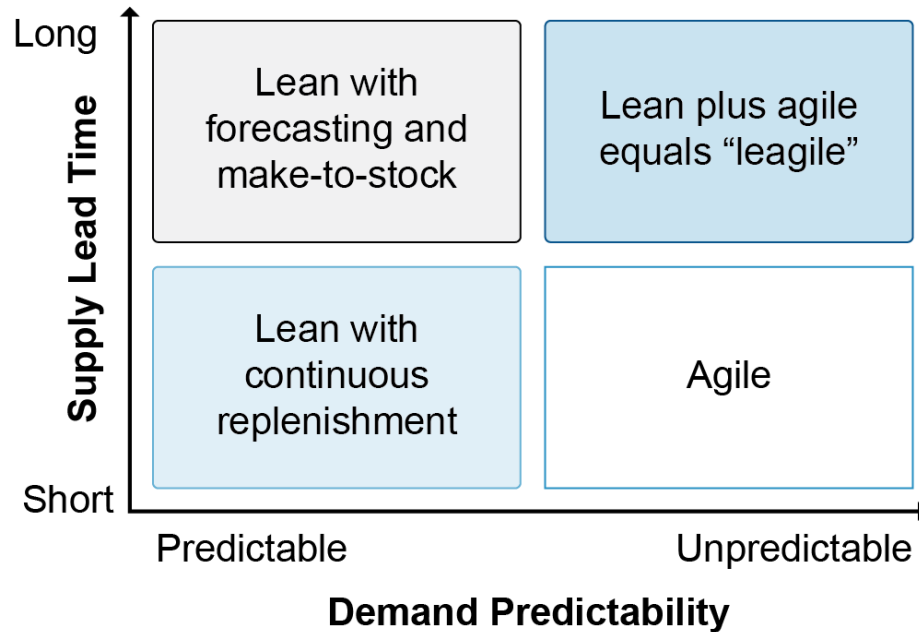 Long
Supply Lead Time
Short
Lean with
forecasting and
make-to-stock
Lean plus agile
equals “leagile”
Lean with
continuous
replenishment
Agile
Predictable
Unpredictable
Demand Predictability